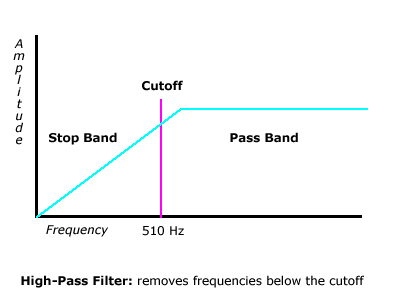 Amplitude
Cutoff
Stop Band
Pass Band
Frequency
510 Hz
High-Pass Filter: removes frequencies below the cutoff